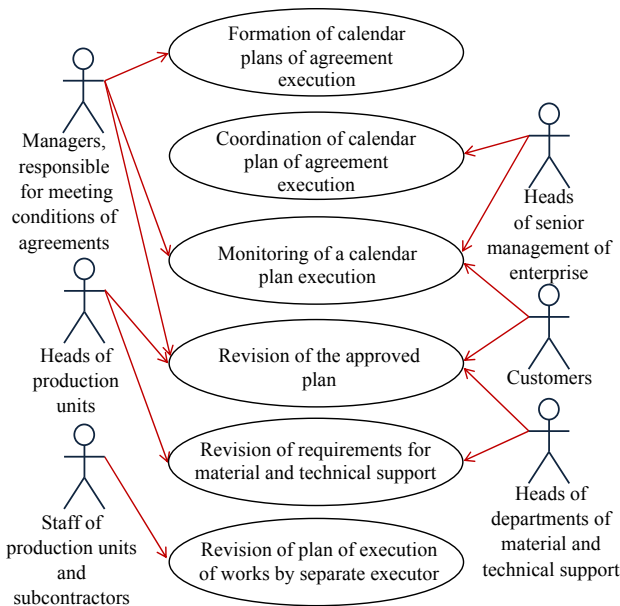 Formation of calendar
plans of agreement
execution
Managers,
responsible
for meeting
conditions of
agreements
Coordination of calendar
plan of agreement
execution
Heads
of senior
management of
enterprise
Monitoring of a calendar
plan execution
Heads of
production
units
Revision of the approved
plan
Customers
Revision of requirements for
material and technical support
Staff of
production units
and
subcontractors
Heads of
departments of
material and
technical support
Revision of plan of execution
of works by separate executor